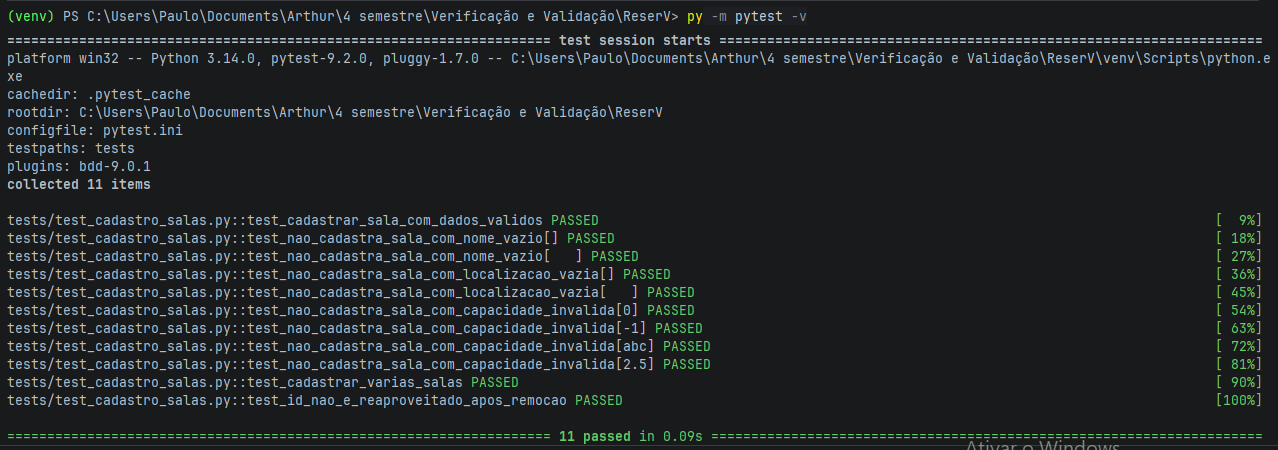 (venv) PS C:\Users\Paulo\Documents\Arthur\4 semestre\Verificação e Validação\ReserV> py -m pytest -v
============================= test session starts =============================
platform win32 -- Python 3.14.0, pytest-9.2.0, pluggy-1.7.0 -- C:\Users\Paulo\Documents\Arthur\4 semestre\Verificação e Validação\ReserV\venv\Scripts\python.e
xe
cachedir: .pytest_cache
rootdir: C:\Users\Paulo\Documents\Arthur\4 semestre\Verificação e Validação\ReserV
configfile: pytest.ini
testpaths: tests
plugins: bdd-9.0.1
collected 11 items
tests/test_cadastro_salas.py::test_cadastrar_sala_com_dados_validos PASSED [  9%]
tests/test_cadastro_salas.py::test_nao_cadastra_sala_com_nome_vazio[] PASSED [ 18%]
tests/test_cadastro_salas.py::test_nao_cadastra_sala_com_nome_vazio[   ] PASSED [ 27%]
tests/test_cadastro_salas.py::test_nao_cadastra_sala_com_localizacao_vazia[] PASSED [ 36%]
tests/test_cadastro_salas.py::test_nao_cadastra_sala_com_localizacao_vazia[   ] PASSED [ 45%]
tests/test_cadastro_salas.py::test_nao_cadastra_sala_com_capacidade_invalida[0] PASSED [ 54%]
tests/test_cadastro_salas.py::test_nao_cadastra_sala_com_capacidade_invalida[-1] PASSED [ 63%]
tests/test_cadastro_salas.py::test_nao_cadastra_sala_com_capacidade_invalida[abc] PASSED [ 72%]
tests/test_cadastro_salas.py::test_nao_cadastra_sala_com_capacidade_invalida[2.5] PASSED [ 81%]
tests/test_cadastro_salas.py::test_cadastrar_varias_salas PASSED [ 90%]
tests/test_cadastro_salas.py::test_id_nao_e_reaproveitado_apos_remocao PASSED [100%]
============================= 11 passed in 0.09s =============================
Ativar o Windows